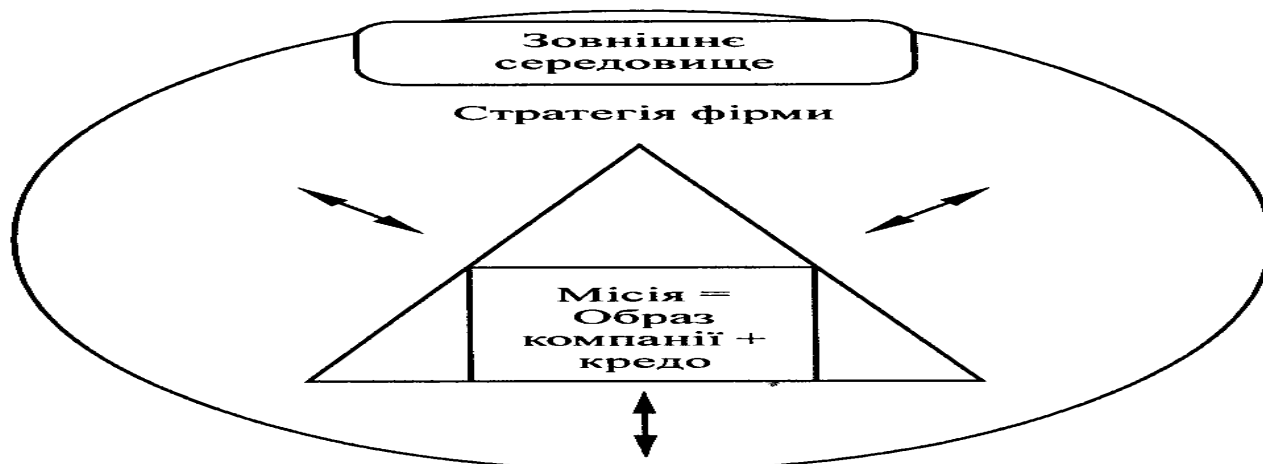 Зовнішнє
середовище
Стратегія фірми
Місія =
Образ
компанії +
кредо